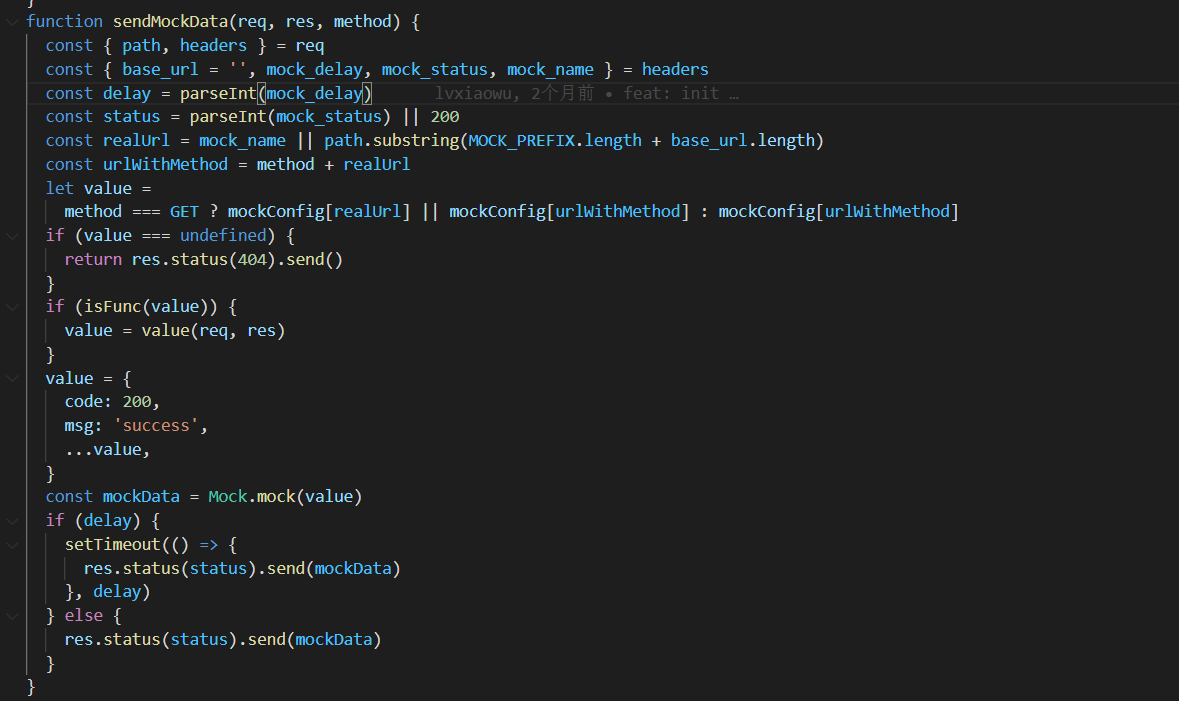 }
function sendMockData(req, res, method) {
  const { path, headers } = req
  const { base_url = '', mock_delay, mock_status, mock_name } = headers
  const delay = parseInt(mock_delay)      lvxiaowu, 2个月前 • feat: init …
  const status = parseInt(mock_status) || 200
  const realUrl = mock_name || path.substring(MOCK_PREFIX.length + base_url.length)
  const urlWithMethod = method + realUrl
  let value =
    method === GET ? mockConfig[realUrl] || mockConfig[urlWithMethod] : mockConfig[urlWithMethod]
  if (value === undefined) {
    return res.status(404).send()
  }
  if (isFunc(value)) {
    value = value(req, res)
  }
  value = {
    code: 200,
    msg: 'success',
    ...value,
  }
  const mockData = Mock.mock(value)
  if (delay) {
    setTimeout(() => {
      res.status(status).send(mockData)
    }, delay)
  } else {
    res.status(status).send(mockData)
  }
}